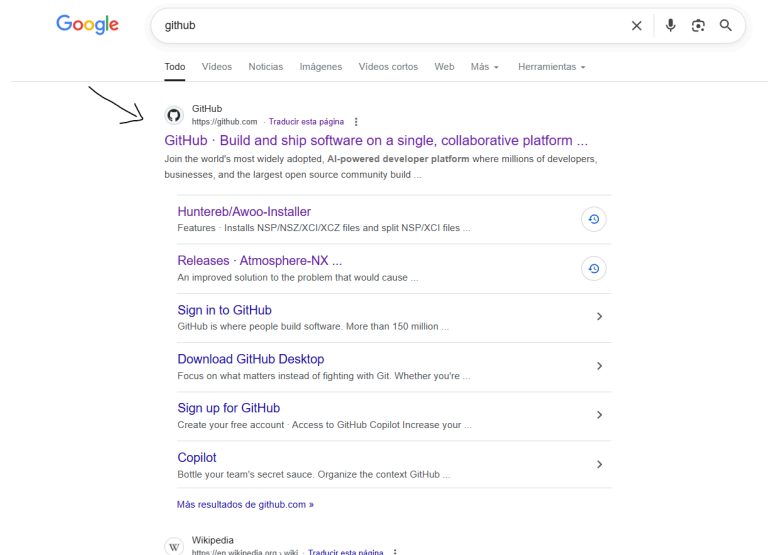 Google
github
Todo Vídeos Noticias Imágenes Vídeos cortos Web Más Herramientas
GitHub
https://github.com · Traducir esta página
GitHub · Build and ship software on a single, collaborative platform ...
Join the world's most widely adopted, AI-powered developer platform where millions of developers,
businesses, and the largest open source community build ...
Huntereb/Awoo-Installer
Features · Installs NSP/NSZ/XCI/XCZ files and split NSP/XCI files ...
Releases · Atmosphere-NX ...
An improved solution to the problem that would cause ...
Sign in to GitHub
GitHub is where people build software. More than 150 million ...
Download GitHub Desktop
Focus on what matters instead of fighting with Git. Whether you're ...
Sign up for GitHub
Create your free account · Access to GitHub Copilot Increase your ...
Copilot
Bottle your team's secret sauce. Organize the context GitHub ...
Más resultados de github.com »
W
Wikipedia
https://en.wikipedia.org › wiki · Traducir esta página